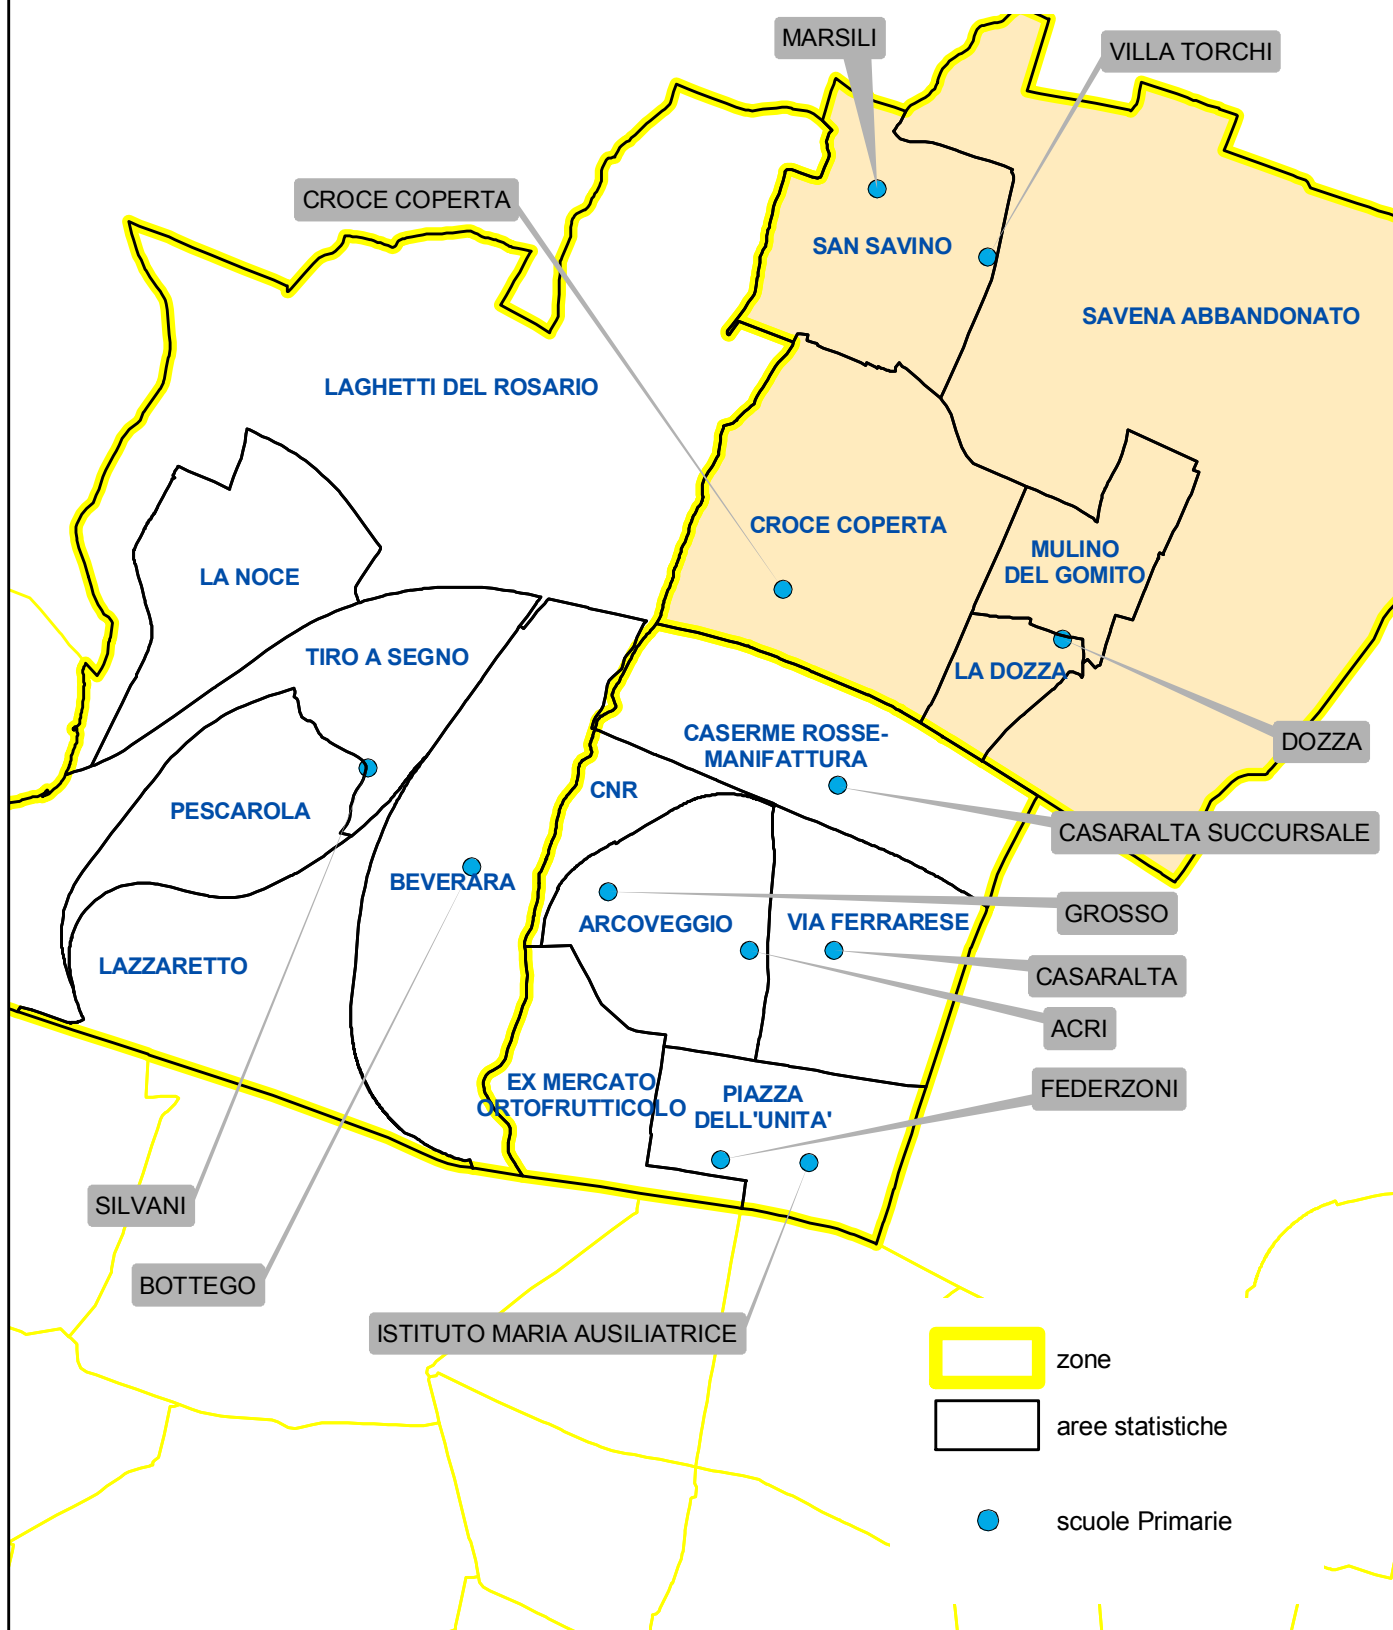 MARSILI
VILLA TORCHI
CROCE COPERTA
SAN SAVINO
SAVENA ABBANDONATO
LAGHETTI DEL ROSARIO
CROCE COPERTA
MULINO
DEL GOMITO
LA NOCE
TIRO A SEGNO
LA DOZZA
CASERME ROSSE-
MANIFATTURA
DOZZA
CNR
PESCAROLA
CASARALTA SUCCURSALE
BEVERARA
GROSSO
ARCOVEGGIO
VIA FERRARESE
LAZZARETTO
CASARALTA
ACRI
EX MERCATO
ORTOFRUTTICOLO
PIAZZA
DELL'UNITA'
FEDERZONI
SILVANI
BOTTEGO
ISTITUTO MARIA AUSILIATRICE
zone
aree statistiche
scuole Primarie